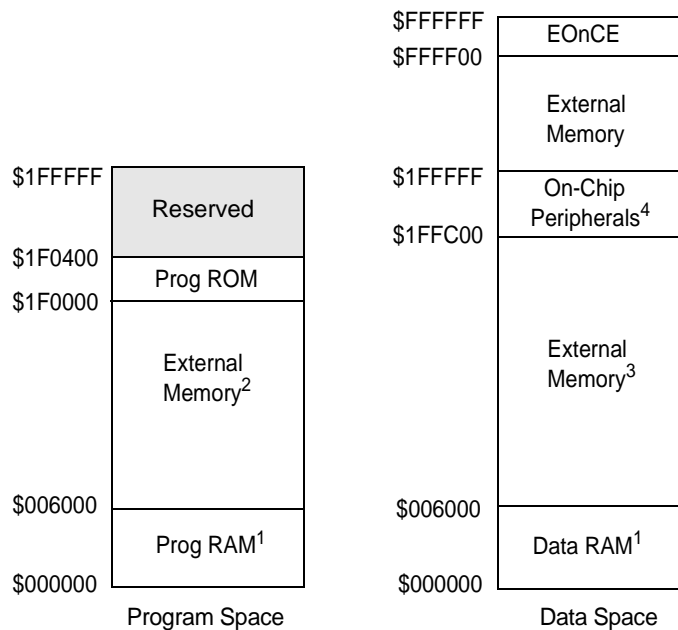 $1FFFFF
Reserved
$1F0400
Prog ROM
$1F0000
External
Memory2
$006000
Prog RAM1
$000000
Program Space
$FFFFFF
EOnCE
$FFFF00
External
Memory
$1FFFFF
On-Chip
Peripherals4
$1FFC00
External
Memory3
$006000
Data RAM1
$000000
Data Space